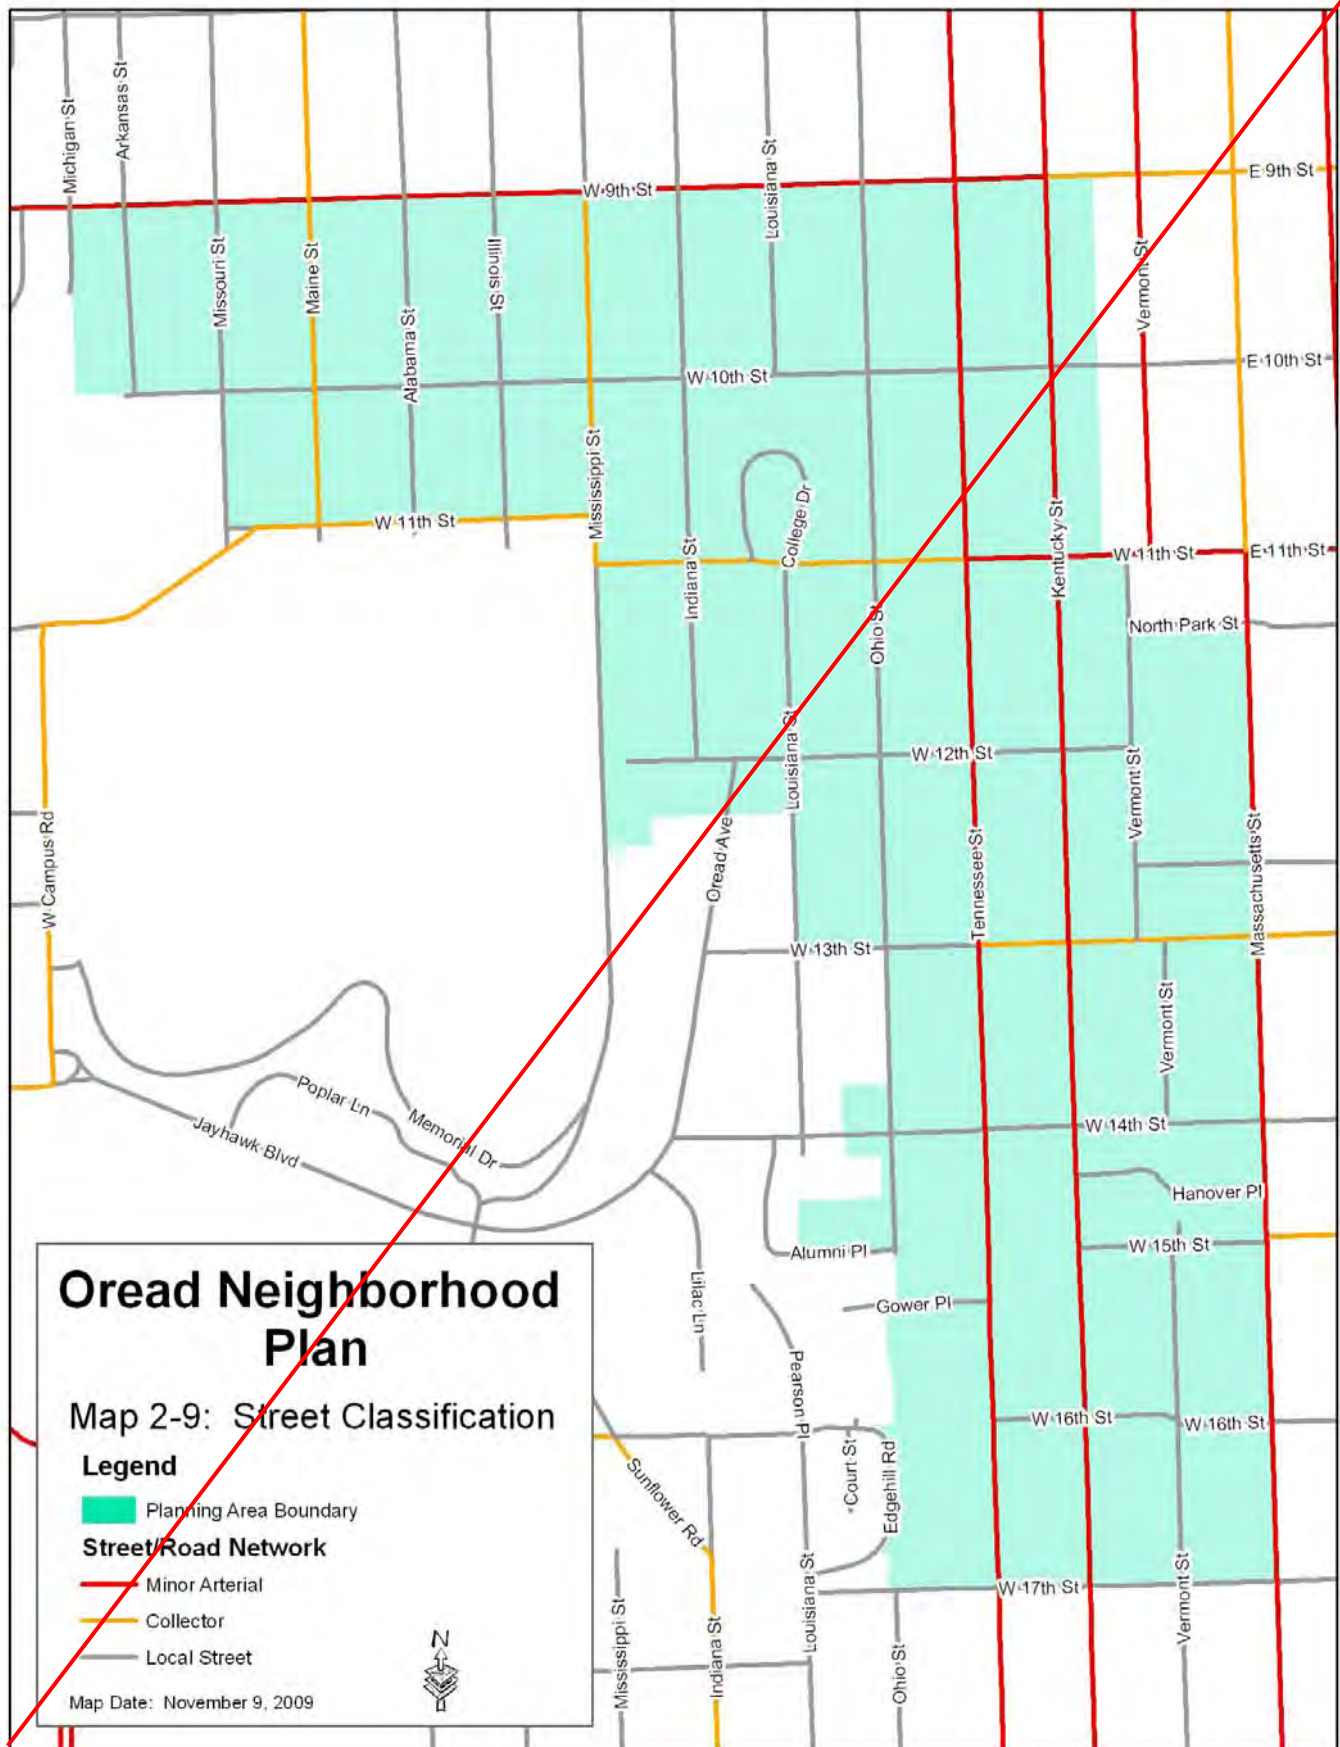 Michigan St
Arkansas St
Louisiana St
W 9th St
E 9th St
Missouri St
Maine St
Alabama St
Illinois St
Vermont St
W 10th St
E 10th St
Mississippi St
W 11th St
College Dr
Indiana St
Kentucky St
W 11th St
E 11th St
Ohio St
North Park St
Louisiana St
W 12th St
Vermont St
W Campus Rd
Oread Ave
Tennessee St
Massachusetts St
W 13th St
Vermont St
Poplar Ln
Memorial Dr
Jayhawk Blvd
W 14th St
Hanover Pl
Alumni Pl
W 15th St
Lilac Ln
Gower Pl
Pearson Pl
W 16th St
W 16th St
Court St
Edgehill Rd
Sunflower Rd
Louisiana St
W 17th St
Vermont St
Mississippi St
Indiana St
Ohio St
Oread Neighborhood
Plan
Map 2-9: Street Classification
Legend
Planning Area Boundary
Street/Road Network
Minor Arterial
Collector
Local Street
N
Map Date: November 9, 2009